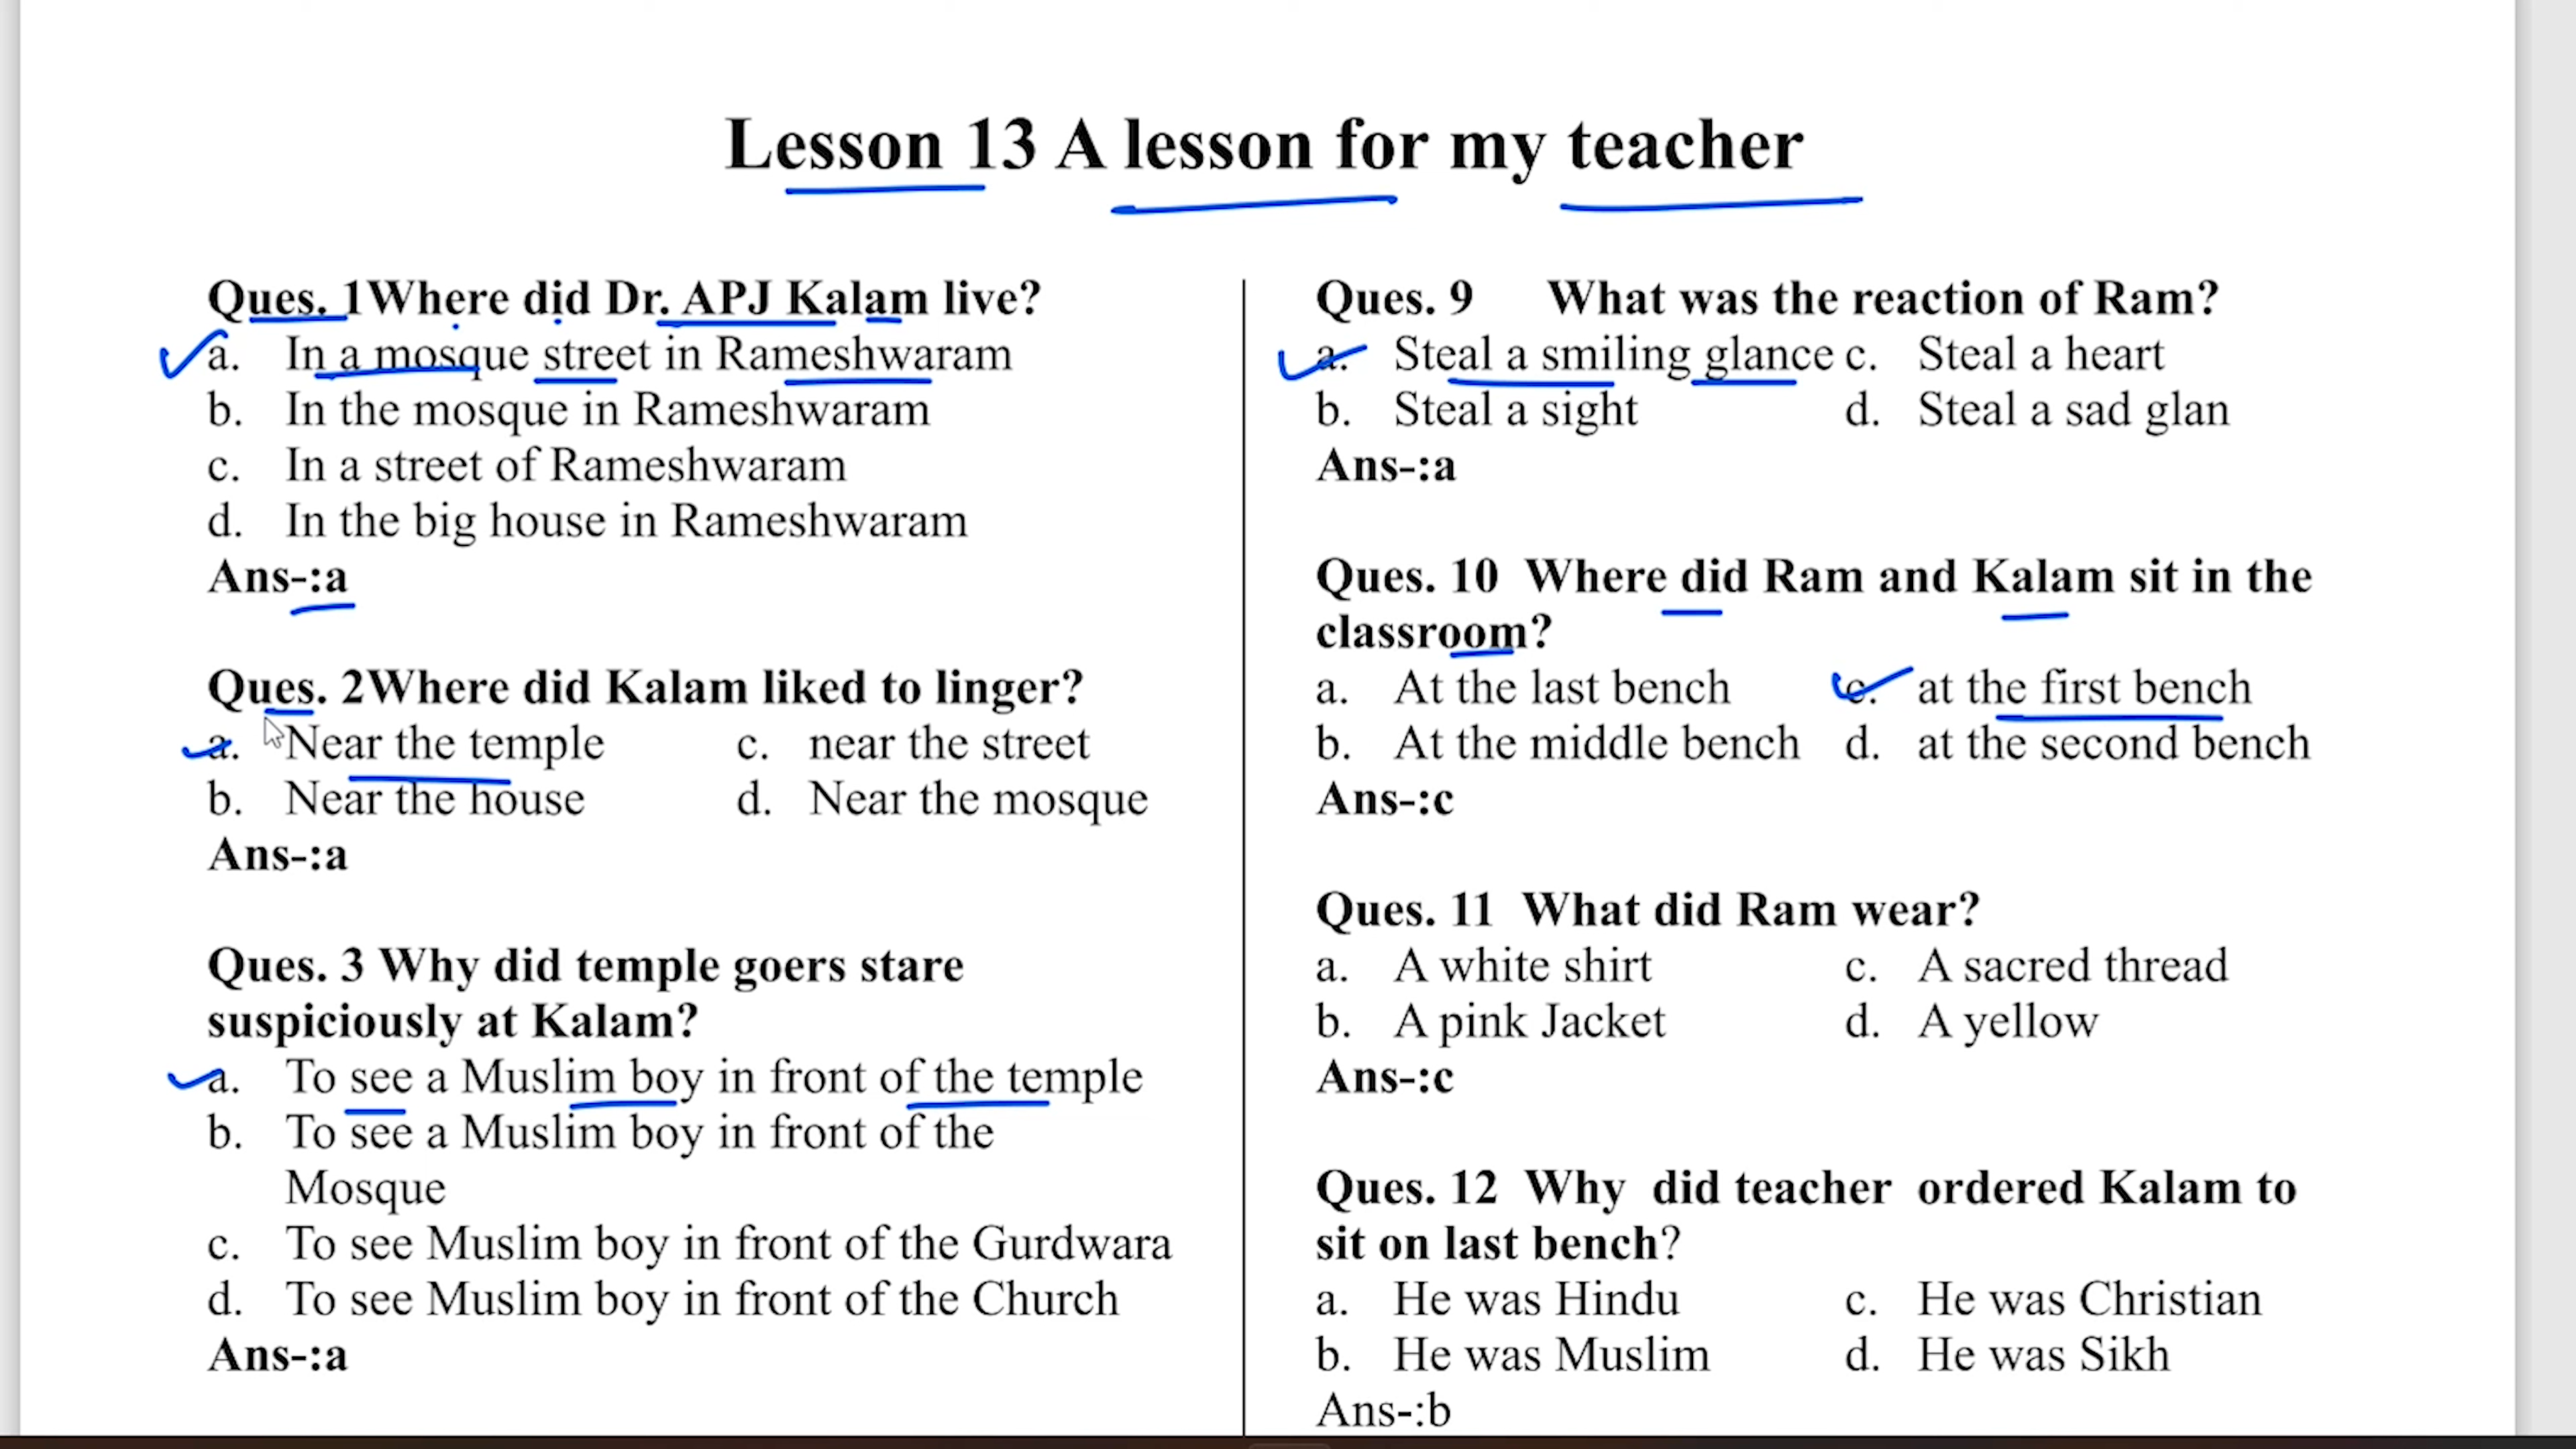 Lesson 13 A lesson for my teacher
Ques. 1Where did Dr. APJ Kalam live?
a. In a mosque street in Rameshwaram
b. In the mosque in Rameshwaram
c. In a street of Rameshwaram
d. In the big house in Rameshwaram
Ans-:a
Ques. 2Where did Kalam liked to linger?
a. Near the temple c. near the street
b. Near the house d. Near the mosque
Ans-:a
Ques. 3 Why did temple goers stare
suspiciously at Kalam?
a. To see a Muslim boy in front of the temple
b. To see a Muslim boy in front of the
Mosque
c. To see Muslim boy in front of the Gurdwara
d. To see Muslim boy in front of the Church
Ans-:a
Ques. 9 What was the reaction of Ram?
a. Steal a smiling glance c. Steal a heart
b. Steal a sight d. Steal a sad glan
Ans-:a
Ques. 10 Where did Ram and Kalam sit in the
classroom?
a. At the last bench c. at the first bench
b. At the middle bench d. at the second bench
Ans-:c
Ques. 11 What did Ram wear?
a. A white shirt c. A sacred thread
b. A pink Jacket d. A yellow
Ans-:c
Ques. 12 Why did teacher ordered Kalam to
sit on last bench?
a. He was Hindu c. He was Christian
b. He was Muslim d. He was Sikh
Ans-:b